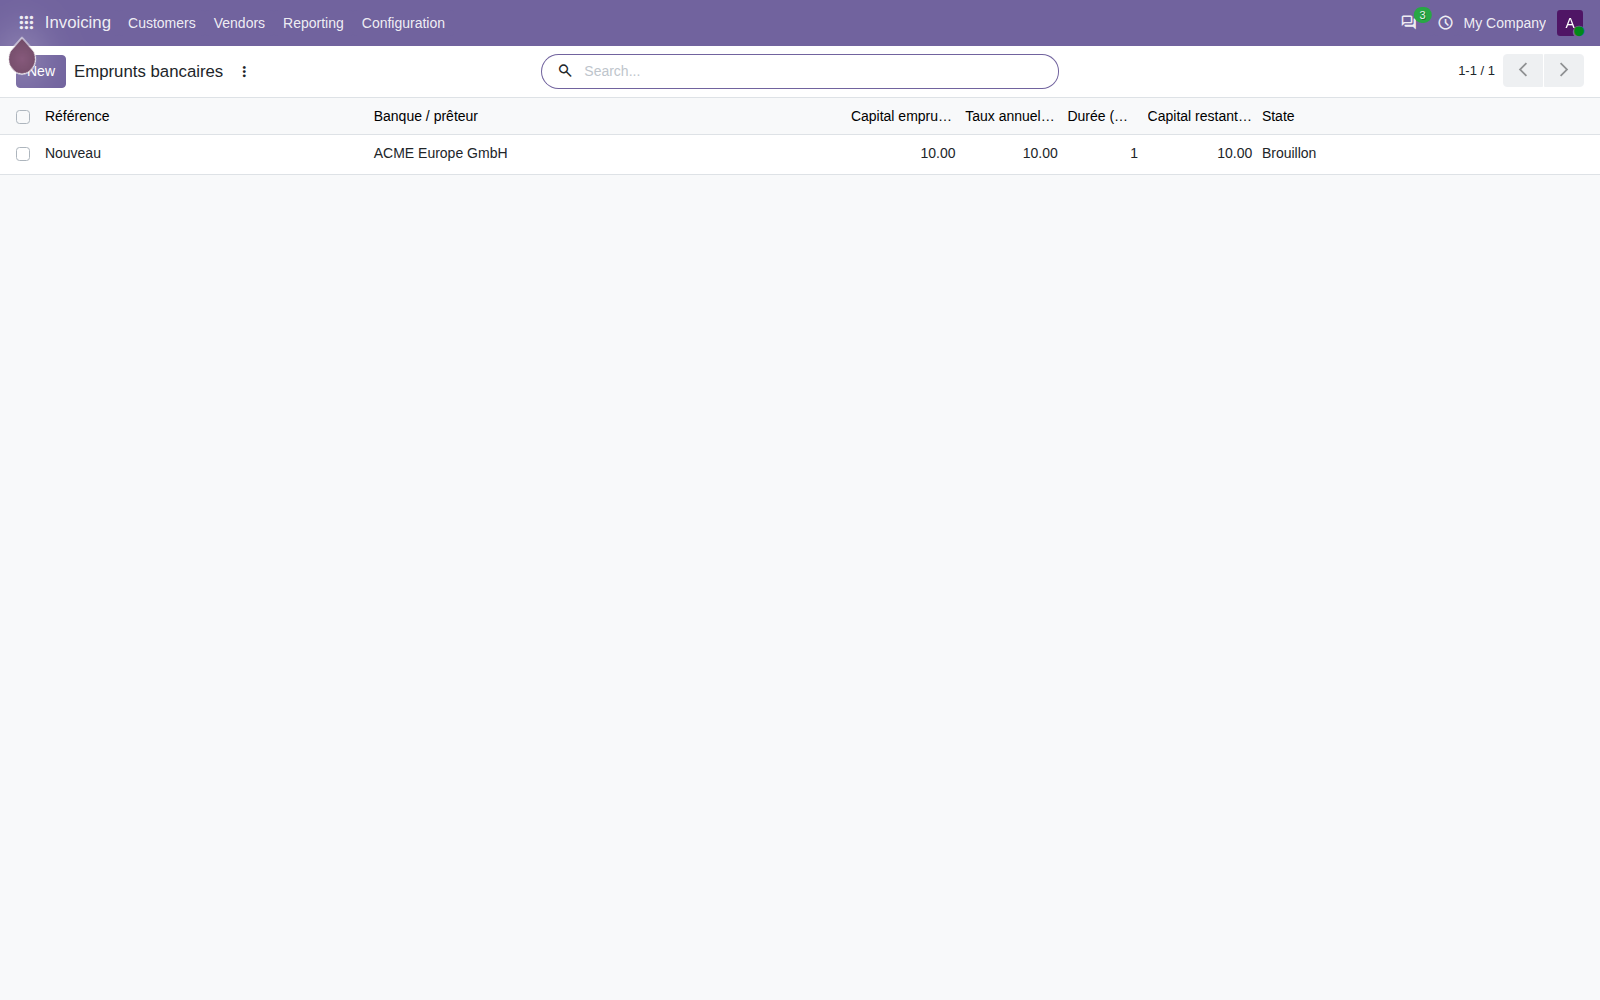 Invoicing Customers Vendors Reporting Configuration 3 My Company A
New Emprunts bancaires Search... 1-1 / 1
Référence Banque / prêteur Capital empru... Taux annuel... Durée (... Capital restant... State
Nouveau ACME Europe GmbH 10.00 10.00 1 10.00 Brouillon